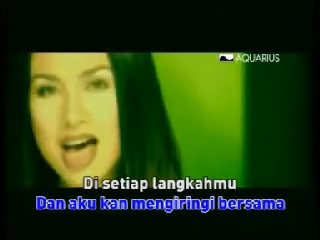 AQUARIUS
Di setiap langkahmu
Dan aku kan mengiringi bersama